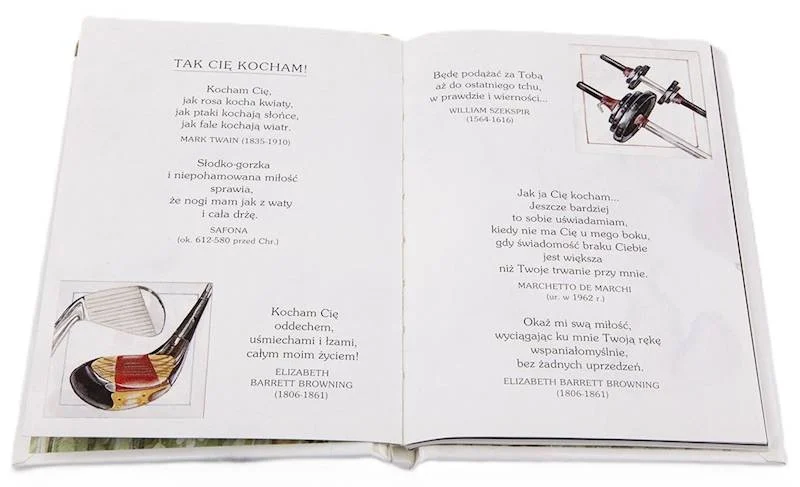 TAK CIĘ KOCHAM!
Kocham Cię,
jak rosa kocha kwiaty,
jak ptaki kochają słońce,
jak fale kochają wiatr.
MARK TWAIN (1835-1910)
Słodko-gorzka
i niepohamowana miłość
sprawia,
że nogi mam jak z waty
i cała drżę.
SAFONA
(ok. 612-580 przed Chr.)
Kocham Cię
oddechem,
uśmiechami i łzami,
całym moim życiem!
ELIZABETH
BARRETT BROWNING
(1806-1861)
Będę podążać za Tobą
aż do ostatniego tchu,
w prawdzie i wierności...
WILLIAM SZEKSPIR
(1564-1616)
Jak ja Cię kocham...
Jeszcze bardziej
to sobie uświadamiam,
kiedy nie ma Cię u mego boku,
gdy świadomość braku Ciebie
jest większa
niż Twoje trwanie przy mnie.
MARCHETTO DE MARCHI
(ur. w 1962 r.)
Okaż mi swą miłość,
wyciągając ku mnie Twoją rękę
wspaniałomyślnie,
bez żadnych uprzedzeń.
ELIZABETH BARRETT BROWNING
(1806-1861)